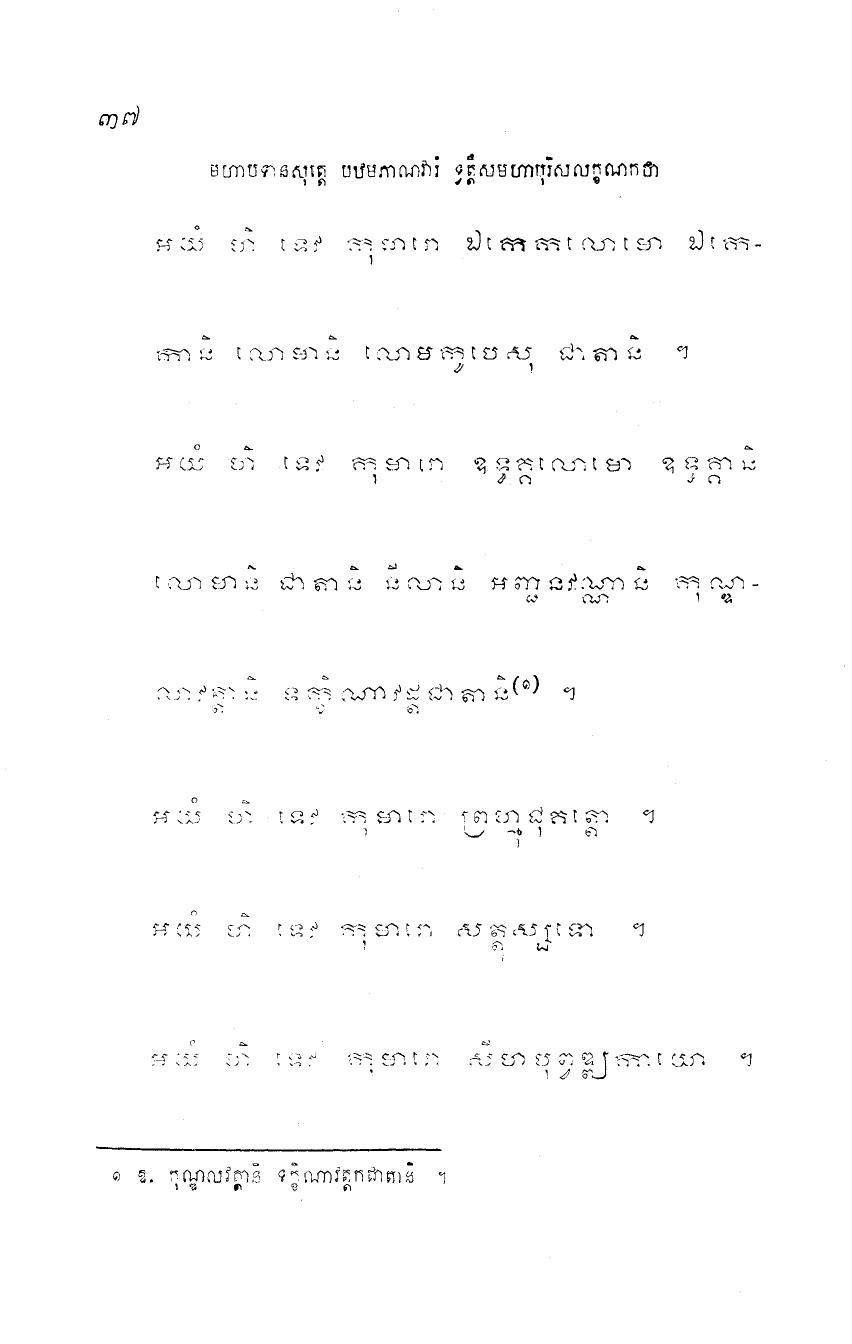 ៣៧
មហាបទានសុត្តេ បឋមភាណវារំ ទ្វត្តឹសមហាបុរិសលក្ខណកថា
អយំ ហិ ទេវ កុមារោ ឯកេកលោមោ ឯកេ-
កានិ លោមានិ លោមកូបេសុ ជាតានិ ។
អយំ ហិ ទេវ កុមារោ ឧទ្ធគ្គលោមោ ឧទ្ធគ្គានិ
លោមានិ ជាតានិ នីលានិ អញ្ជនវណ្ណានិ កុណ្ឌ-
លាវត្តានិ ទក្ខិណាវដ្តជាតានិ(១) ។
អយំ ហិ ទេវ កុមារោ ព្រហ្មុជុគត្តោ ។
អយំ ហិ ទេវ កុមារោ សត្តុស្សទោ ។
អយំ ហិ ទេវ កុមារោ សីហបុព្វឌ្ឍកាយោ ។
១ ឱ. កុណ្ឌលវត្តានិ ទក្ខិណាវត្តកជាតានិ ។